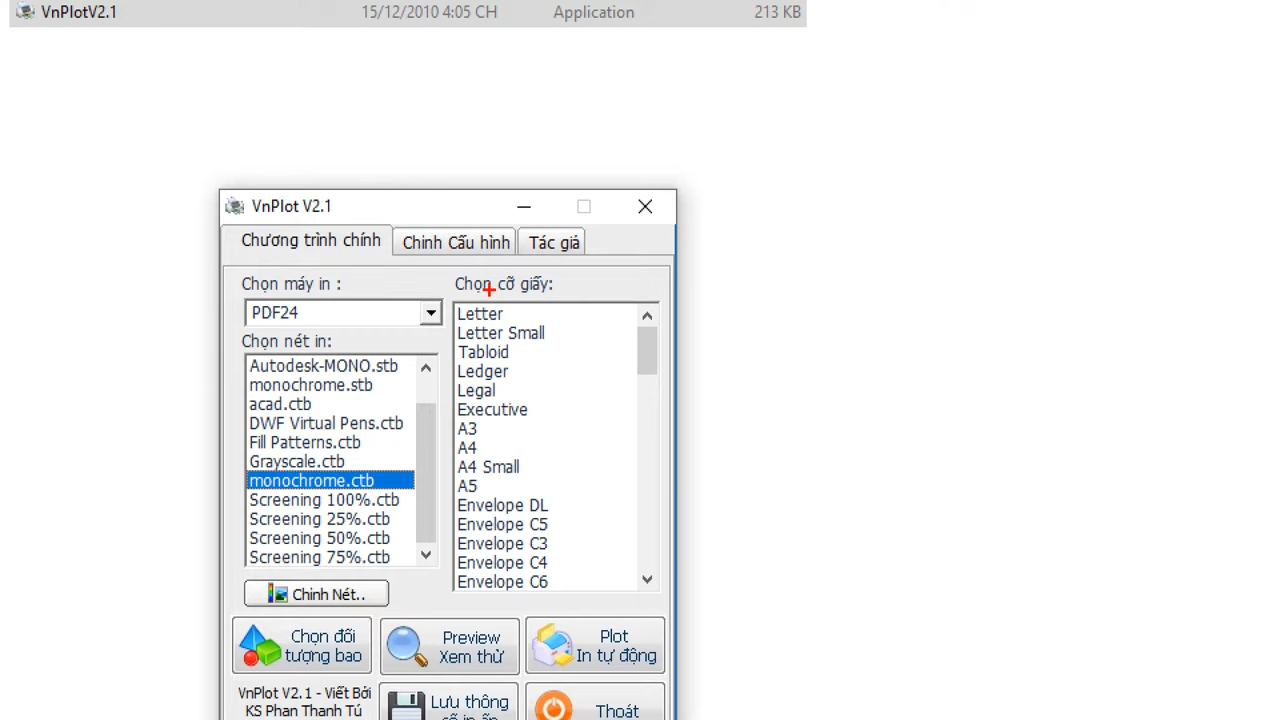 VnPlotV2.1 15/12/2010 4:05 CH Application 213 KB
VnPlot V2.1
Chương trình chính Chỉnh Cấu hình Tác giả
Chọn máy in :
PDF24
Chọn nét in:
Autodesk-MONO.stb
monochrome.stb
acad.ctb
DWF Virtual Pens.ctb
Fill Patterns.ctb
Grayscale.ctb
monochrome.ctb
Screening 100%.ctb
Screening 25%.ctb
Screening 50%.ctb
Screening 75%.ctb
Chỉnh Nét..
Chọn cỡ giấy:
Letter
Letter Small
Tabloid
Ledger
Legal
Executive
A3
A4
A4 Small
A5
Envelope DL
Envelope C5
Envelope C3
Envelope C4
Envelope C6
Chọn đối
tượng bao
Preview
Xem thử
Plot
In tự động
VnPlot V2.1 - Viết Bởi
KS Phan Thanh Tú
Lưu thông
số in ấn
Thoát